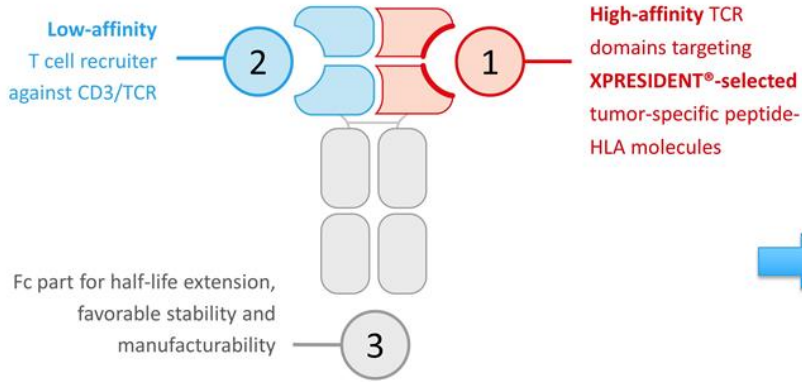 Low-affinity
T cell recruiter
against CD3/TCR
2
1
High-affinity TCR
domains targeting
XPRESIDENT®-selected
tumor-specific peptide-
HLA molecules
Fc part for half-life extension,
favorable stability and
manufacturability
3